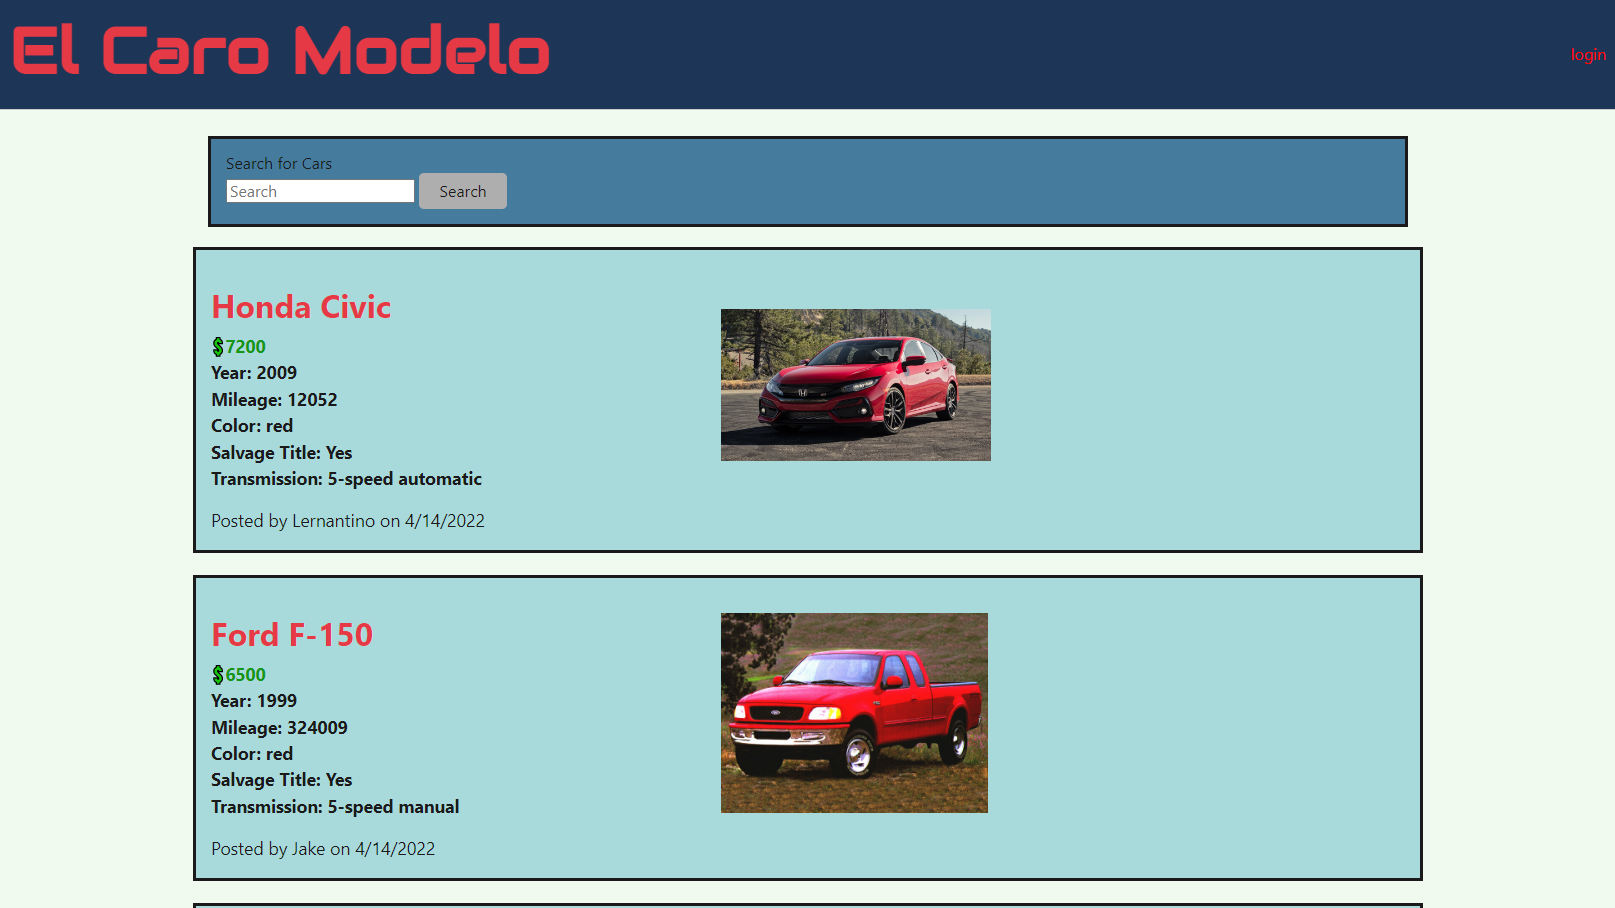 El Caro Modelo
login
Search for Cars
Search Search
Honda Civic
$7200
Year: 2009
Mileage: 12052
Color: red
Salvage Title: Yes
Transmission: 5-speed automatic
Posted by Lernantino on 4/14/2022
Ford F-150
$6500
Year: 1999
Mileage: 324009
Color: red
Salvage Title: Yes
Transmission: 5-speed manual
Posted by Jake on 4/14/2022